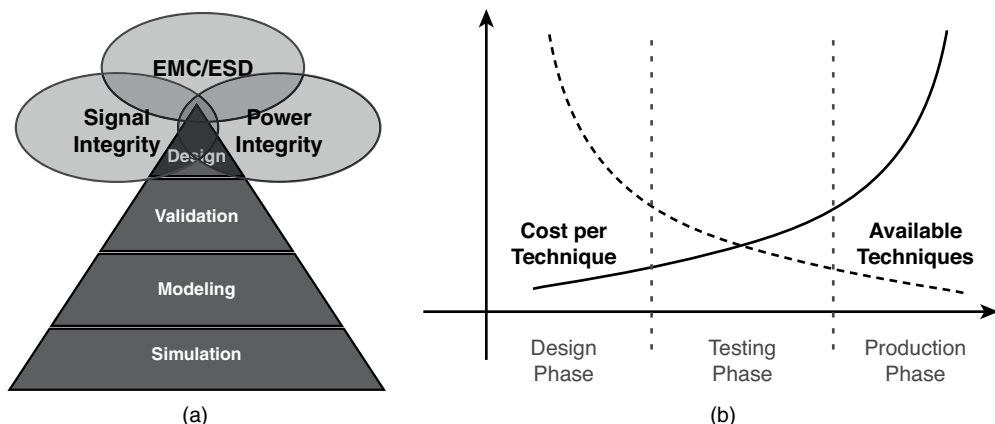 EMC/ESD
Signal
Integrity
Power
Integrity
Design
Validation
Modeling
Simulation
(a)
Cost per
Technique
Available
Techniques
Design
Phase
Testing
Phase
Production
Phase
(b)